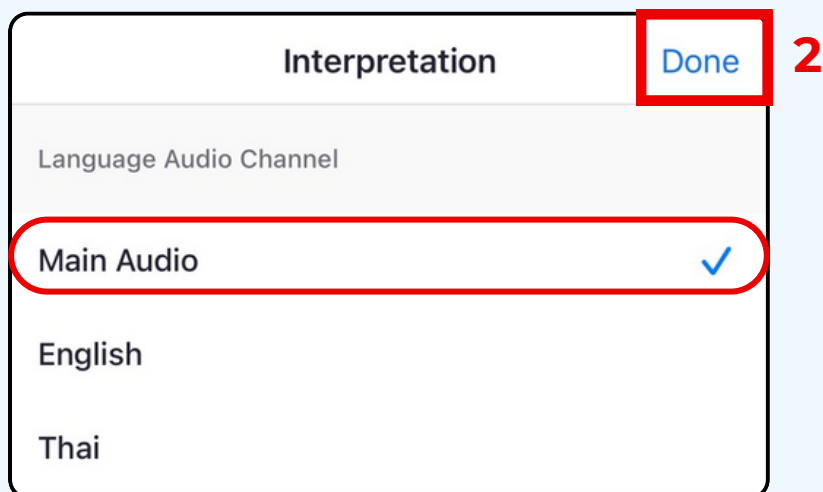 Interpretation Done 2
Language Audio Channel
Main Audio
English
Thai